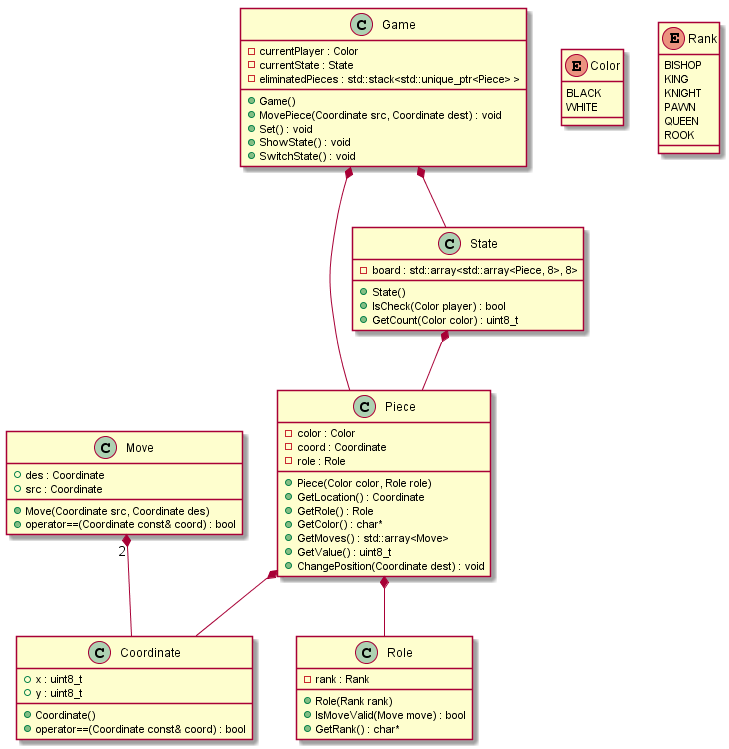 C Game
currentPlayer : Color
currentState : State
eliminatedPieces : std::stack<std::unique_ptr<Piece> >
Game()
MovePiece(Coordinate src, Coordinate dest) : void
Set() : void
ShowState() : void
SwitchState() : void
E Color
BLACK
WHITE
E Rank
BISHOP
KING
KNIGHT
PAWN
QUEEN
ROOK
C State
board : std::array<std::array<Piece, 8>, 8>
State()
IsCheck(Color player) : bool
GetCount(Color color) : uint8_t
C Piece
color : Color
coord : Coordinate
role : Role
Piece(Color color, Role role)
GetLocation() : Coordinate
GetRole() : Role
GetColor() : char*
GetMoves() : std::array<Move>
GetValue() : uint8_t
ChangePosition(Coordinate dest) : void
C Move
des : Coordinate
src : Coordinate
Move(Coordinate src, Coordinate des)
operator==(Coordinate const& coord) : bool
2
C Coordinate
x : uint8_t
y : uint8_t
Coordinate()
operator==(Coordinate const& coord) : bool
C Role
rank : Rank
Role(Rank rank)
IsMoveValid(Move move) : bool
GetRank() : char*